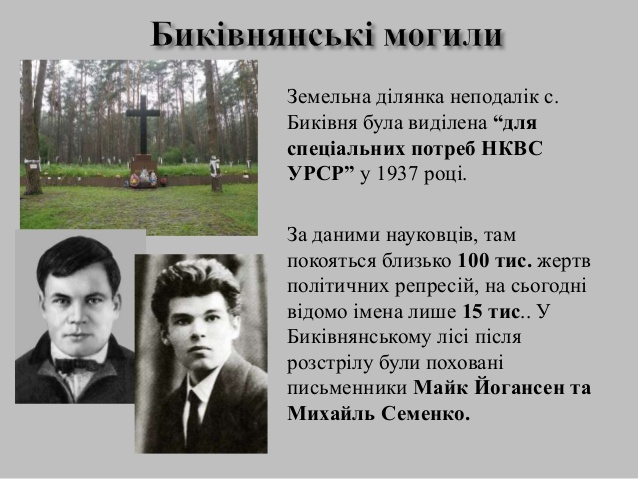 Биківнянські могили
Земельна ділянка неподалік с.
Биківня була виділена “для
спеціальних потреб НКВС
УРСР” у 1937 році.
За даними науковців, там
покояться близько 100 тис. жертв
політичних репресій, на сьогодні
відомо імена лише 15 тис.. У
Биківнянському лісі після
розстрілу були поховані
письменники Майк Йогансен та
Михайль Семенко.